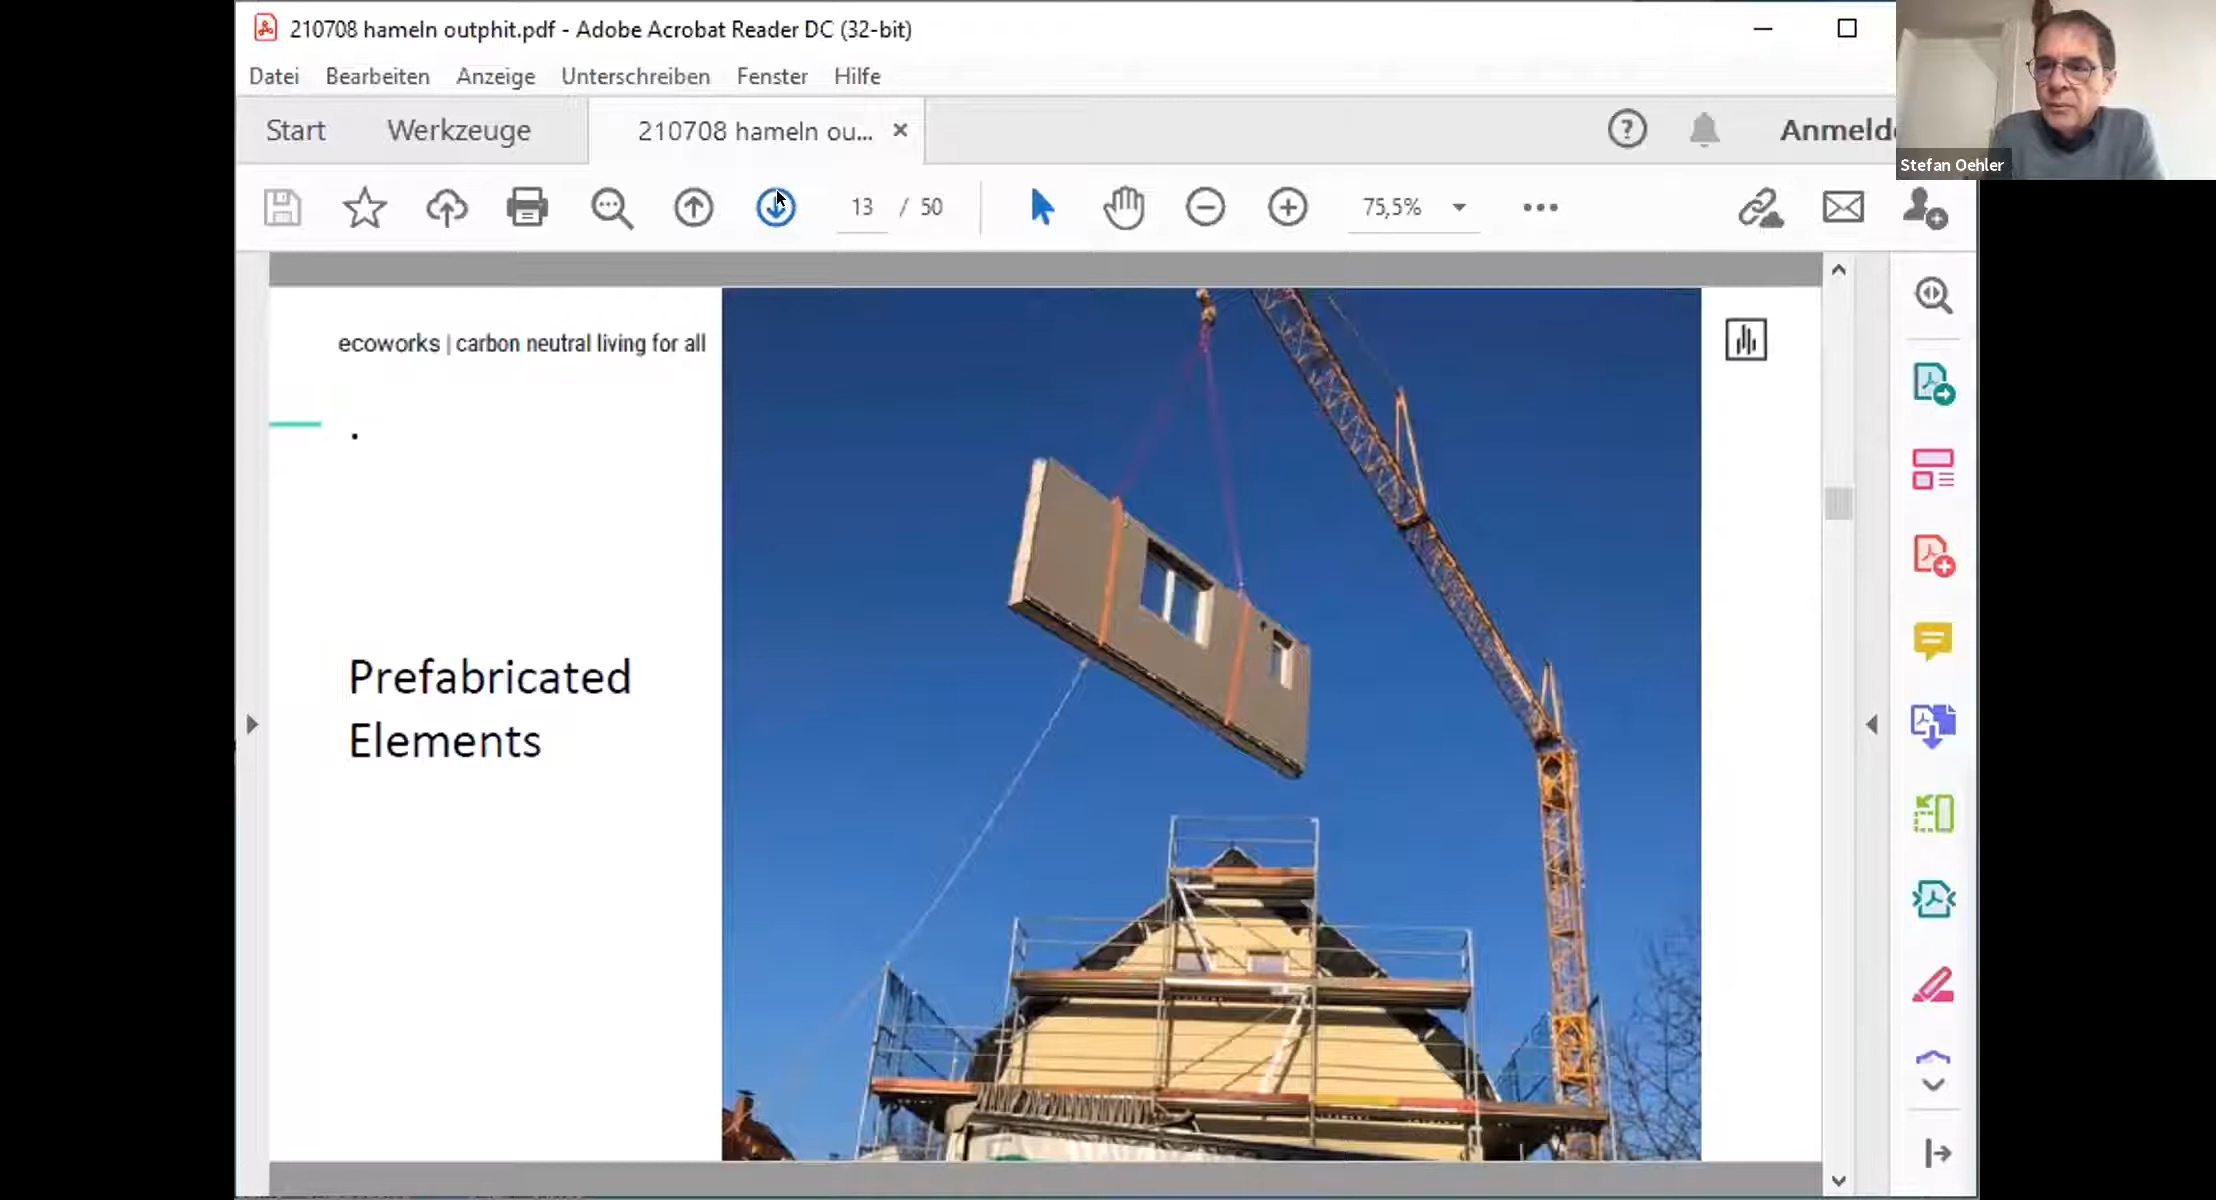 210708 hameln outphit.pdf - Adobe Acrobat Reader DC (32-bit)
Datei Bearbeiten Anzeige Unterschreiben Fenster Hilfe
Start Werkzeuge 210708 hameln ou... Anmelde
Stefan Oehler
13 / 50 75,5%
ecoworks | carbon neutral living for all
.
Prefabricated
Elements